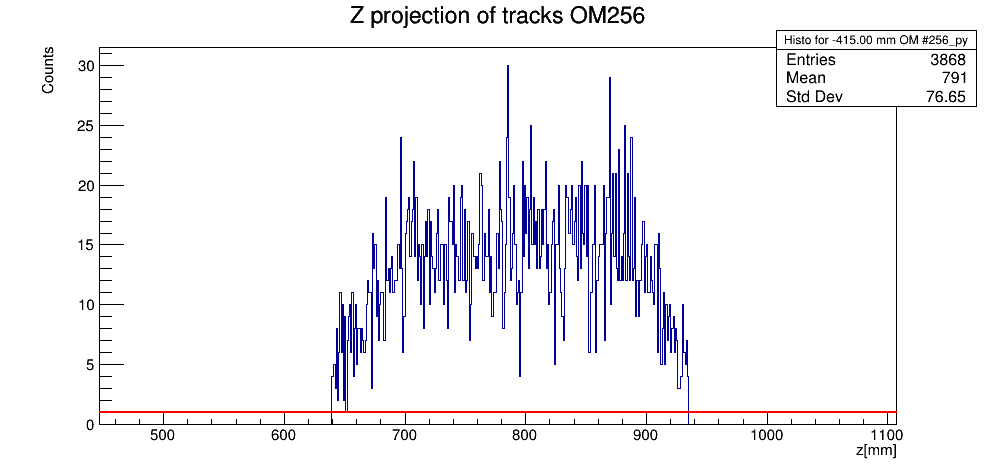 Z projection of tracks OM256
Histo for -415.00 mm OM #256_py
Entries 3868
Mean 791
Std Dev 76.65
Counts
30
25
20
15
10
5
0
500 600 700 800 900 1000 1100
z[mm]